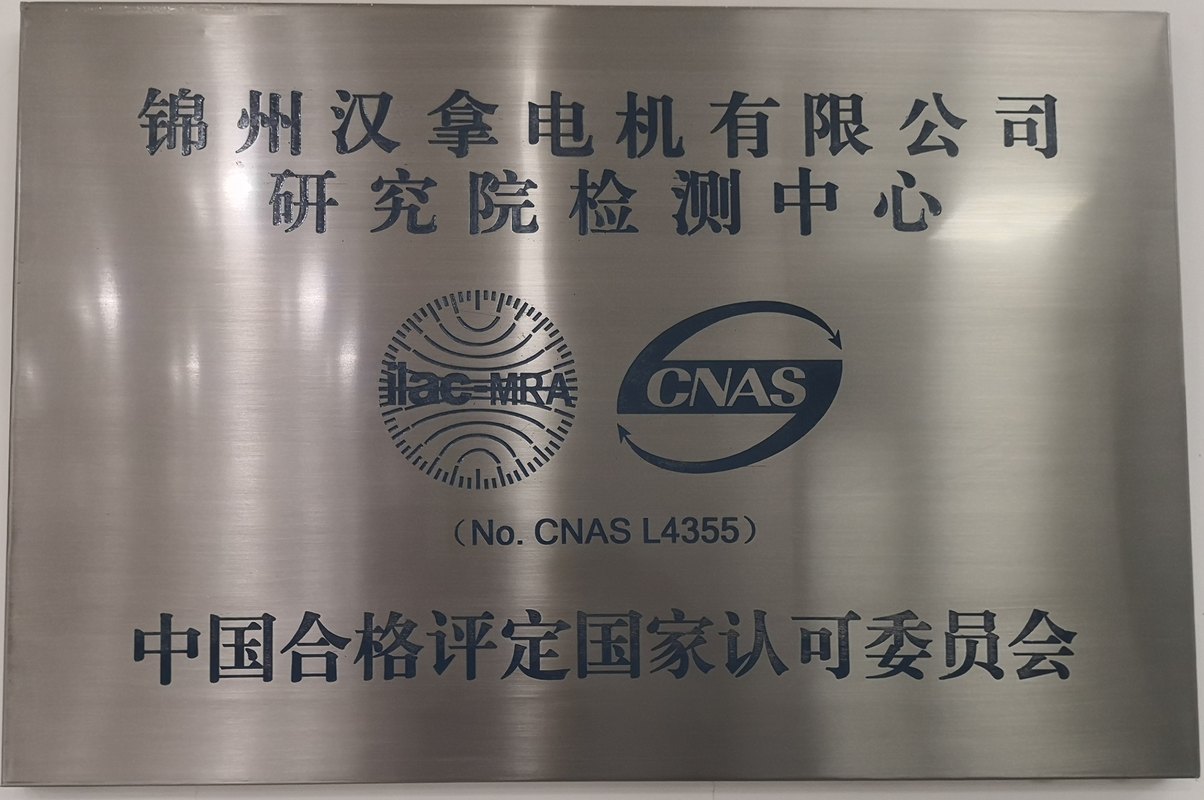 锦州汉拿电机有限公司
研究院检测中心
ilac-MRA
CNAS
（No. CNAS L4355）
中国合格评定国家认可委员会